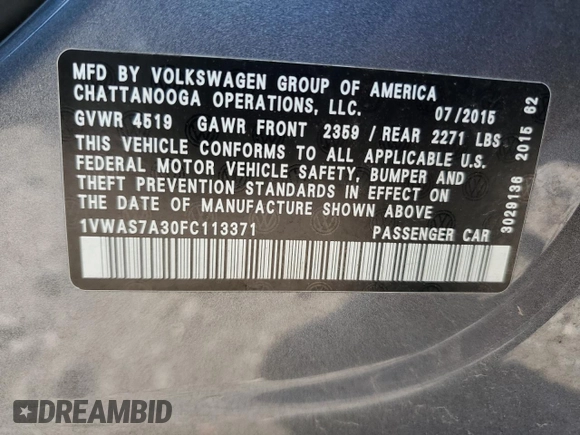 MFD BY VOLKSWAGEN GROUP OF AMERICA
CHATTANOOGA OPERATIONS, LLC. 07/2015
GVWR 4519 GAWR FRONT 2359 / REAR 2271 LBS
THIS VEHICLE CONFORMS TO ALL APPLICABLE U.S.
FEDERAL MOTOR VEHICLE SAFETY, BUMPER AND
THEFT PREVENTION STANDARDS IN EFFECT ON
THE DATE OF MANUFACTURE SHOWN ABOVE
1VWAS7A30FC113371 PASSENGER CAR
3029136 2015 62
DREAMBID